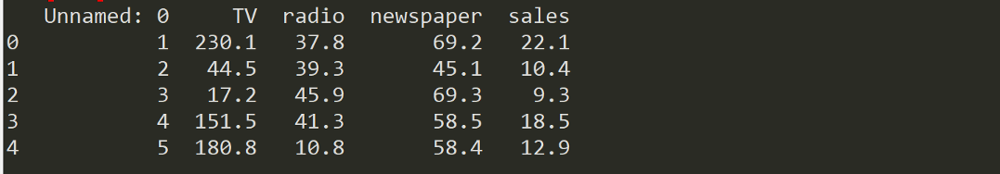 Unnamed: 0 TV radio newspaper sales
0 1 230.1 37.8 69.2 22.1
1 2 44.5 39.3 45.1 10.4
2 3 17.2 45.9 69.3 9.3
3 4 151.5 41.3 58.5 18.5
4 5 180.8 10.8 58.4 12.9